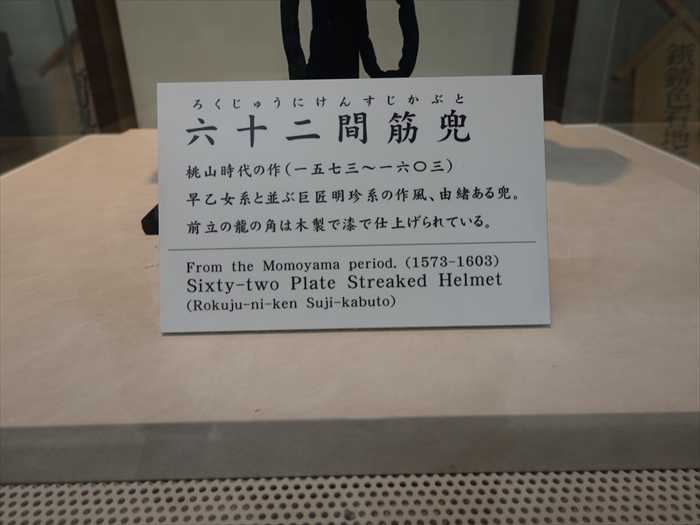 ろくじゅうにけんすじかぶと
六十二間筋兜
桃山時代の作(一五七三～一六〇三)
早乙女系と並ぶ巨匠明珍系の作風、由緒ある兜。
前立の龍の角は木製で漆で仕上げられている。
From the Momoyama period. (1573-1603)
Sixty-two Plate Streaked Helmet
(Rokuju-ni-ken Suji-kabuto)